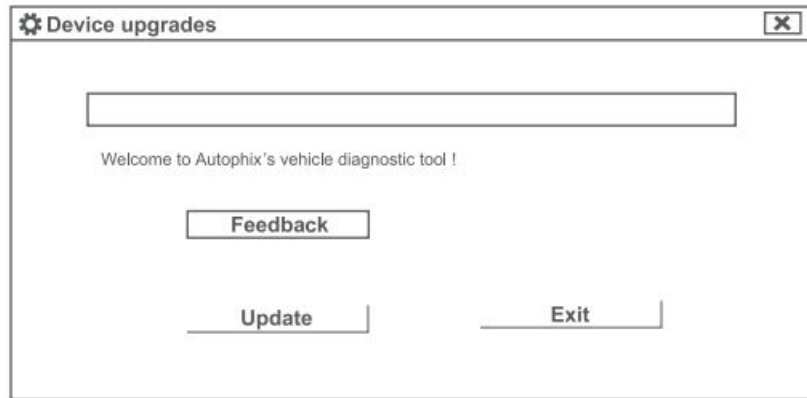 Device upgrades
Welcome to Autophix's vehicle diagnostic tool !
Feedback
Update
Exit